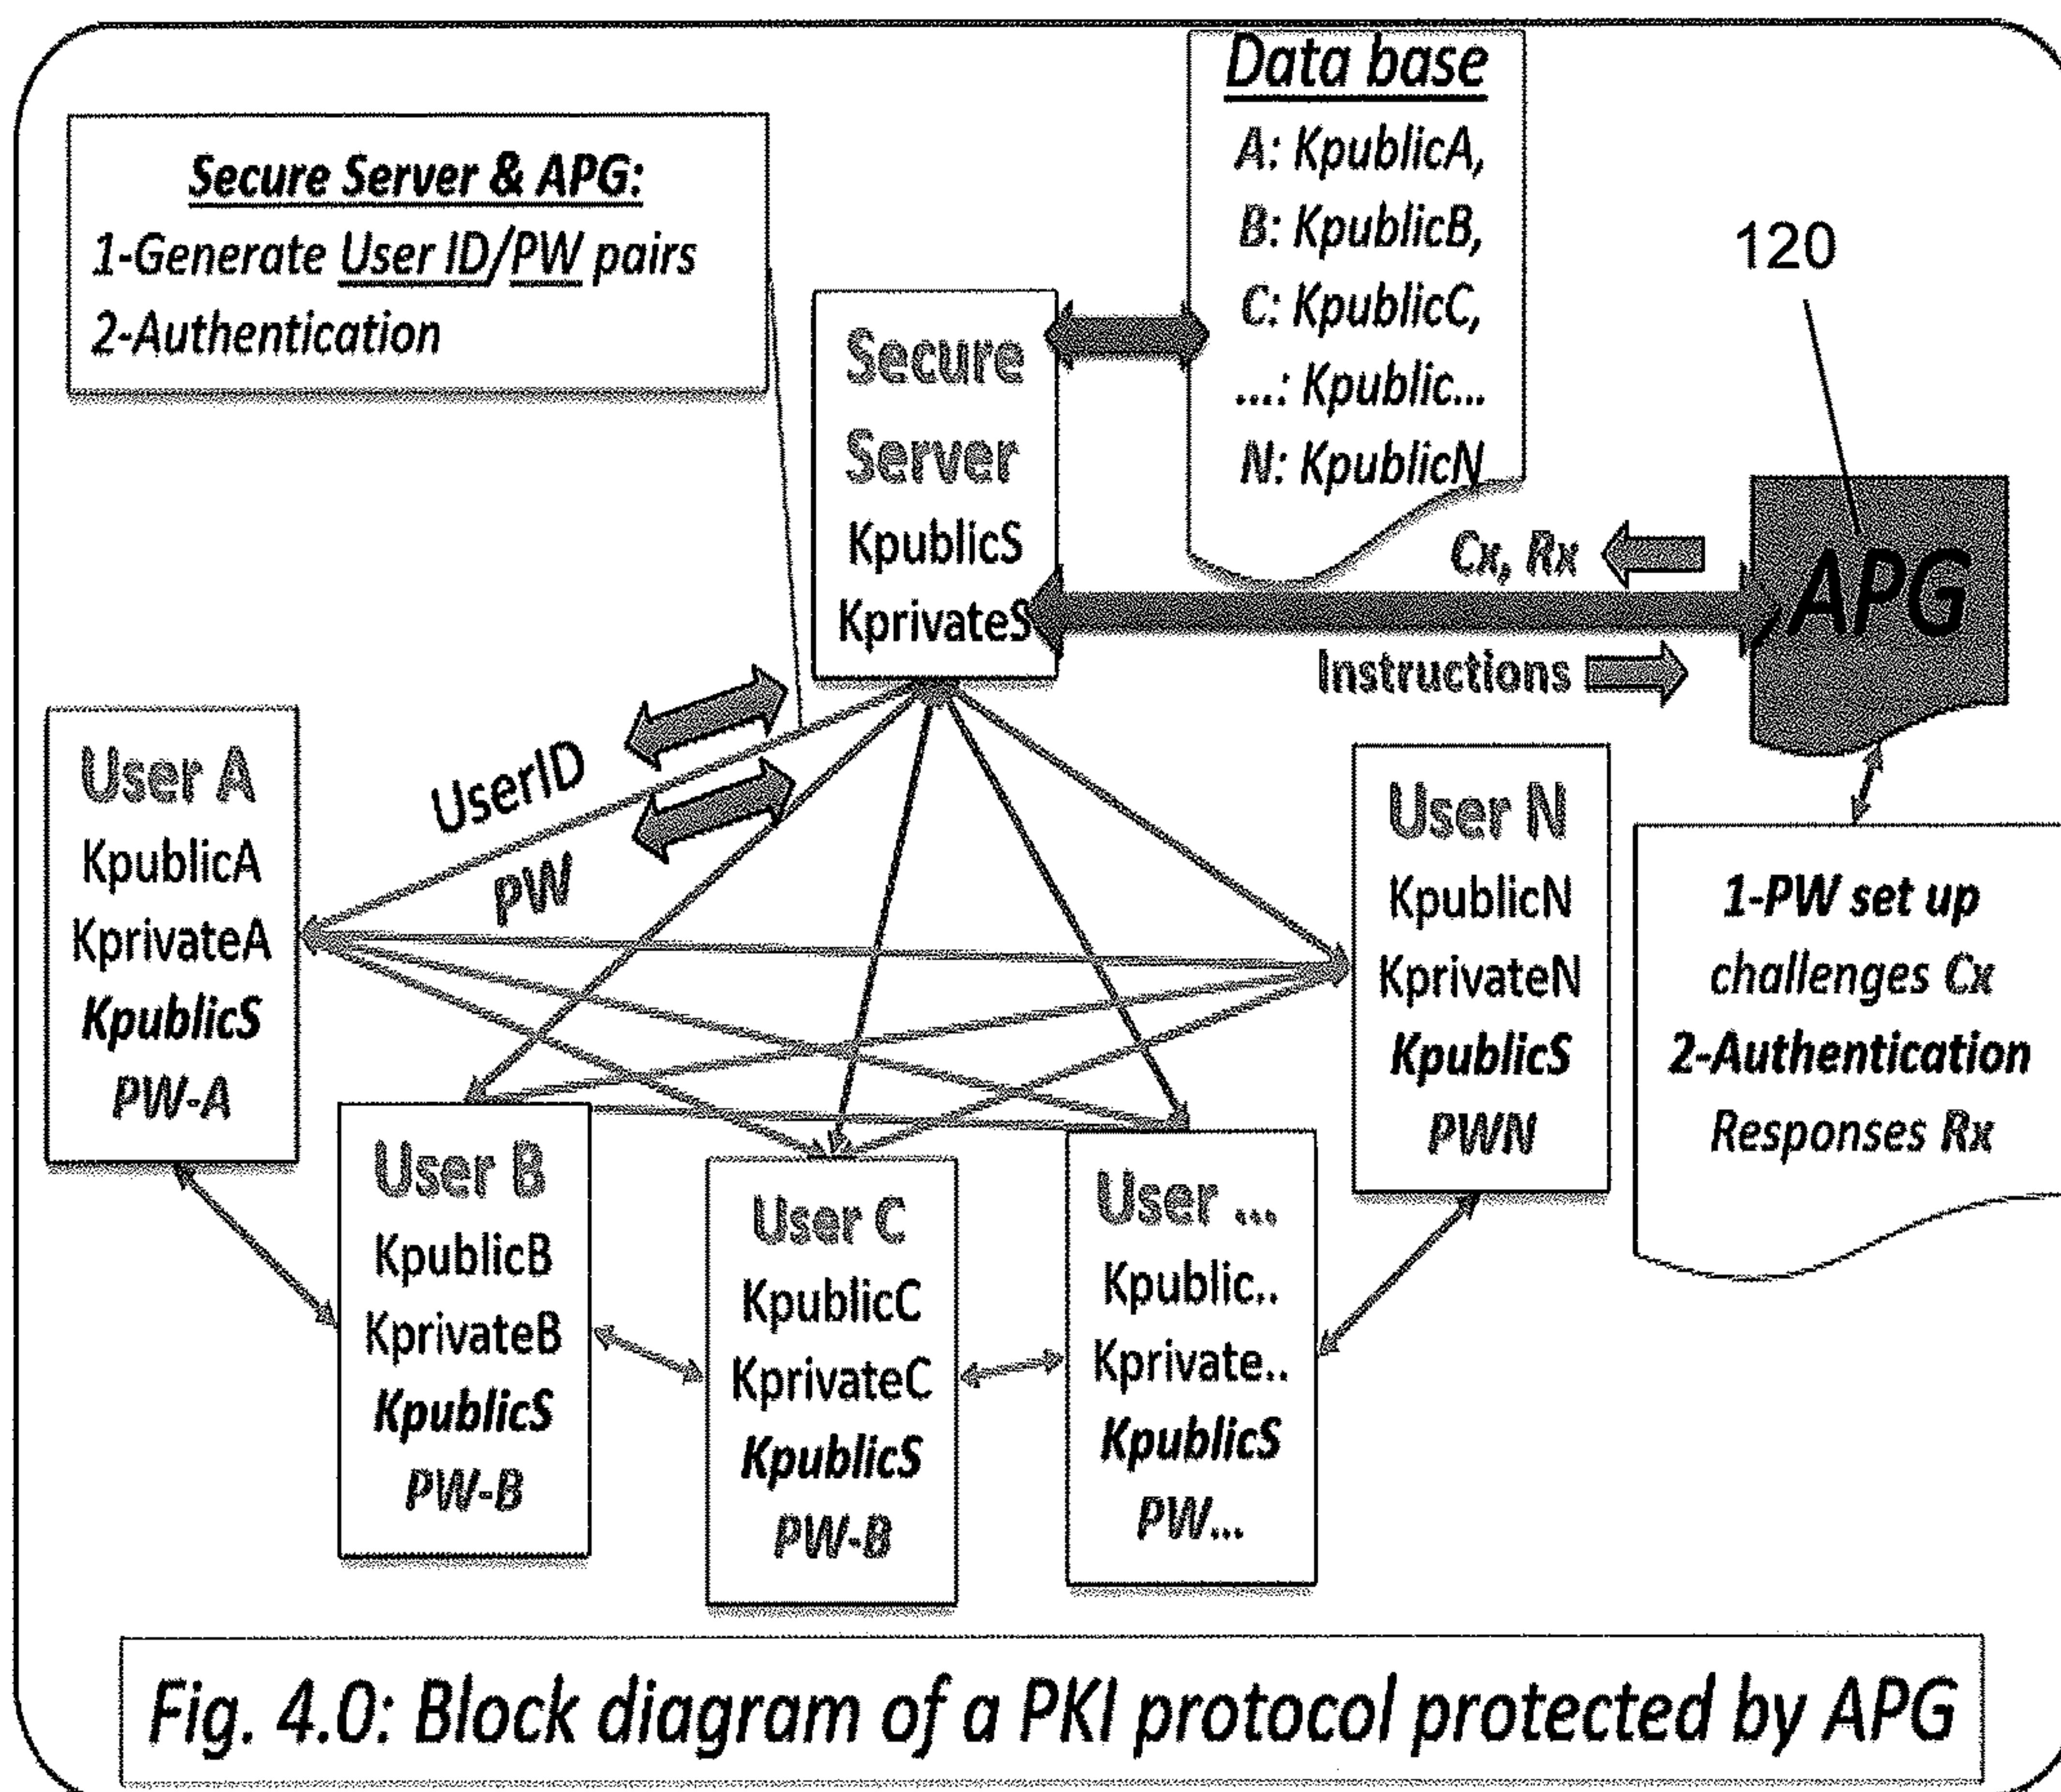 Data base
A: KpublicA,
B: KpublicB,
C: KpublicC,
...: Kpublic...
N: KpublicN
Secure Server & APG:
1-Generate User ID/PW pairs
2-Authentication
120
Secure
Server
KpublicS
KprivateS
Cx, Rx
APG
Instructions
UserID
PW
User A
KpublicA
KprivateA
KpublicS
PW-A
User N
KpublicN
KprivateN
KpublicS
PWN
1-PW set up
challenges Cx
2-Authentication
Responses Rx
User B
KpublicB
KprivateB
KpublicS
PW-B
User C
KpublicC
KprivateC
KpublicS
PW-B
User ...
Kpublic..
Kprivate..
KpublicS
PW...
Fig. 4.0: Block diagram of a PKI protocol protected by APG